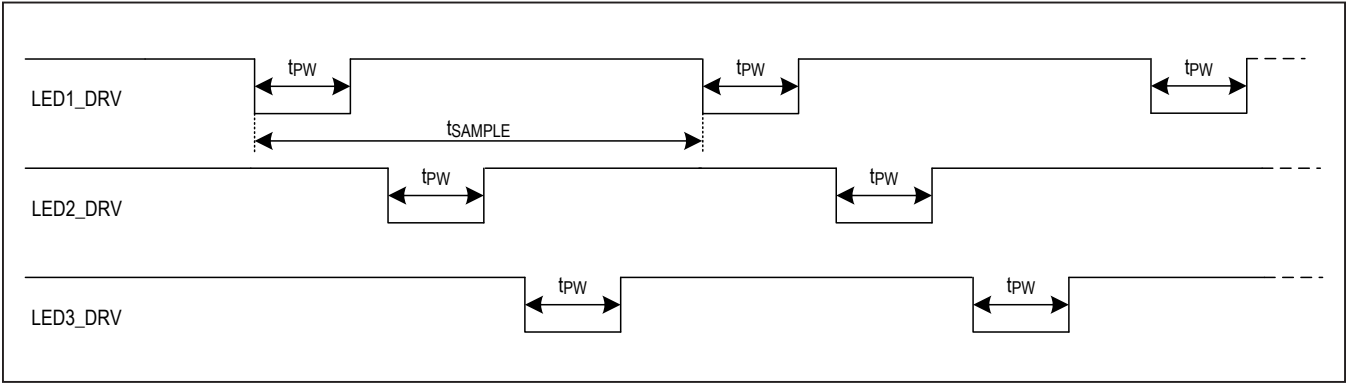 tPW tPW tPW
LED1_DRV
tSAMPLE
tPW tPW
LED2_DRV
tPW tPW
LED3_DRV